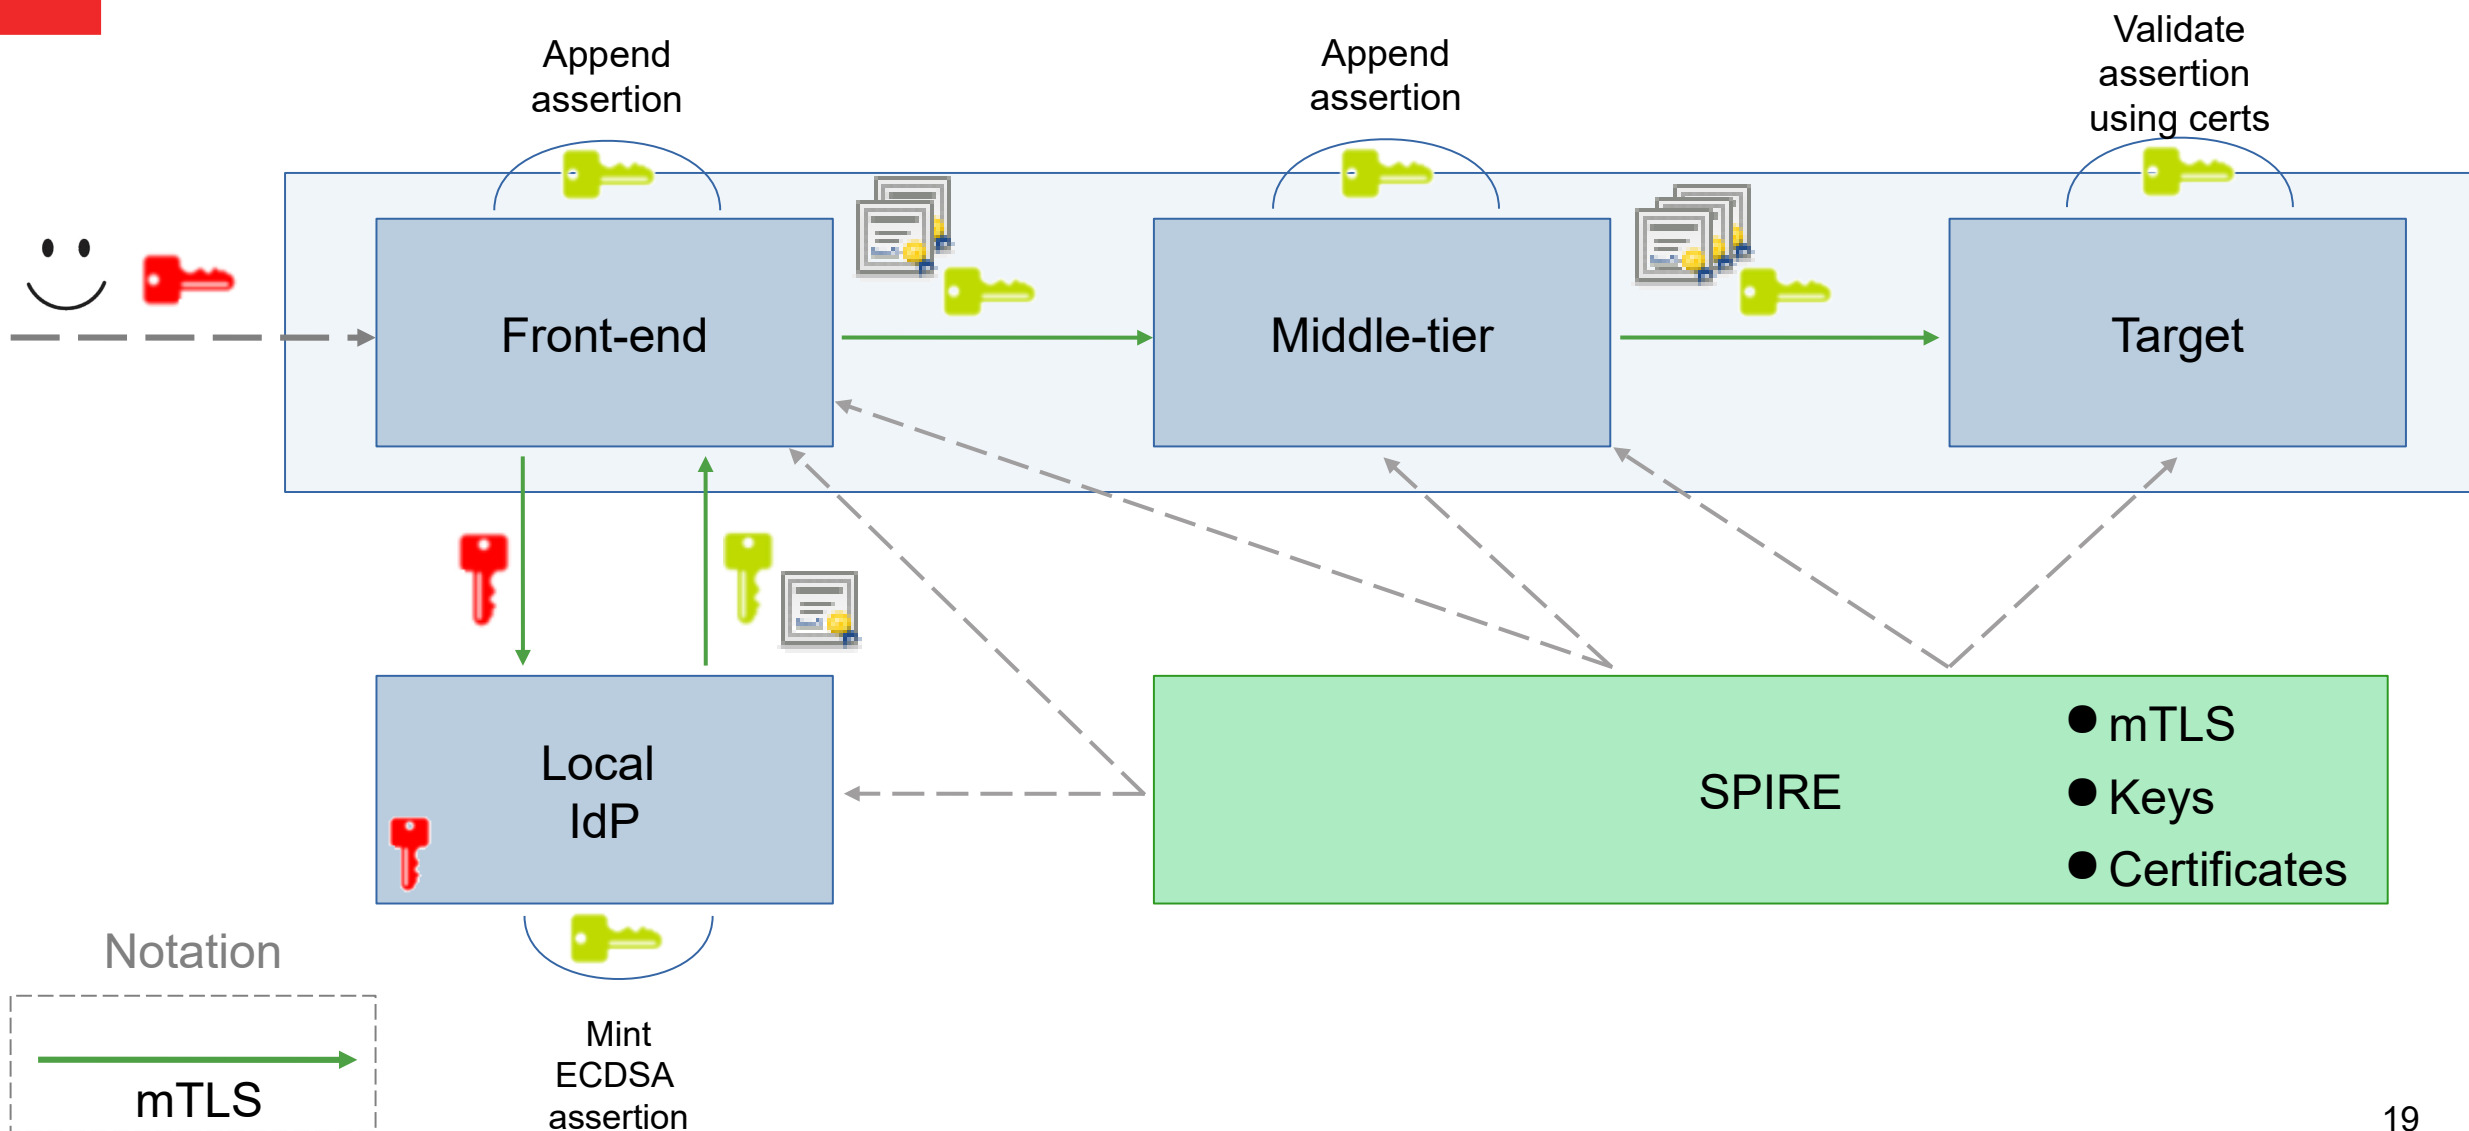 Append
assertion
Append
assertion
Validate
assertion
using certs
Front-end
Middle-tier
Target
Local
IdP
SPIRE
● mTLS
● Keys
● Certificates
Notation
mTLS
Mint
ECDSA
assertion
19